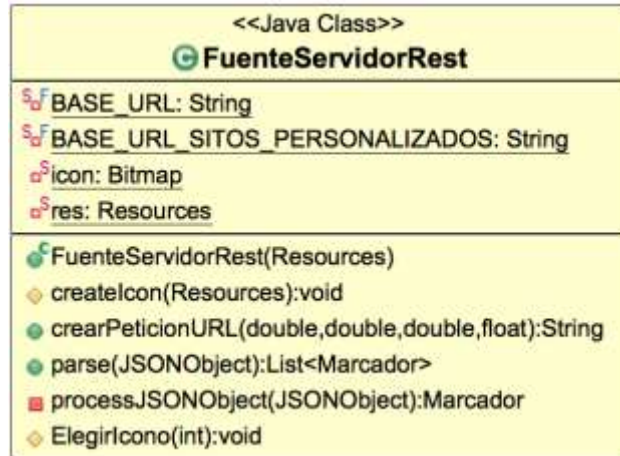 <<Java Class>>
C FuenteServidorRest
S F BASE_URL: String
S F BASE_URL_SITOS_PERSONALIZADOS: String
S icon: Bitmap
S res: Resources
C FuenteServidorRest(Resources)
createIcon(Resources):void
crearPeticionURL(double,double,double,float):String
parse(JSONObject):List<Marcador>
processJSONObject(JSONObject):Marcador
ElegirIcono(int):void